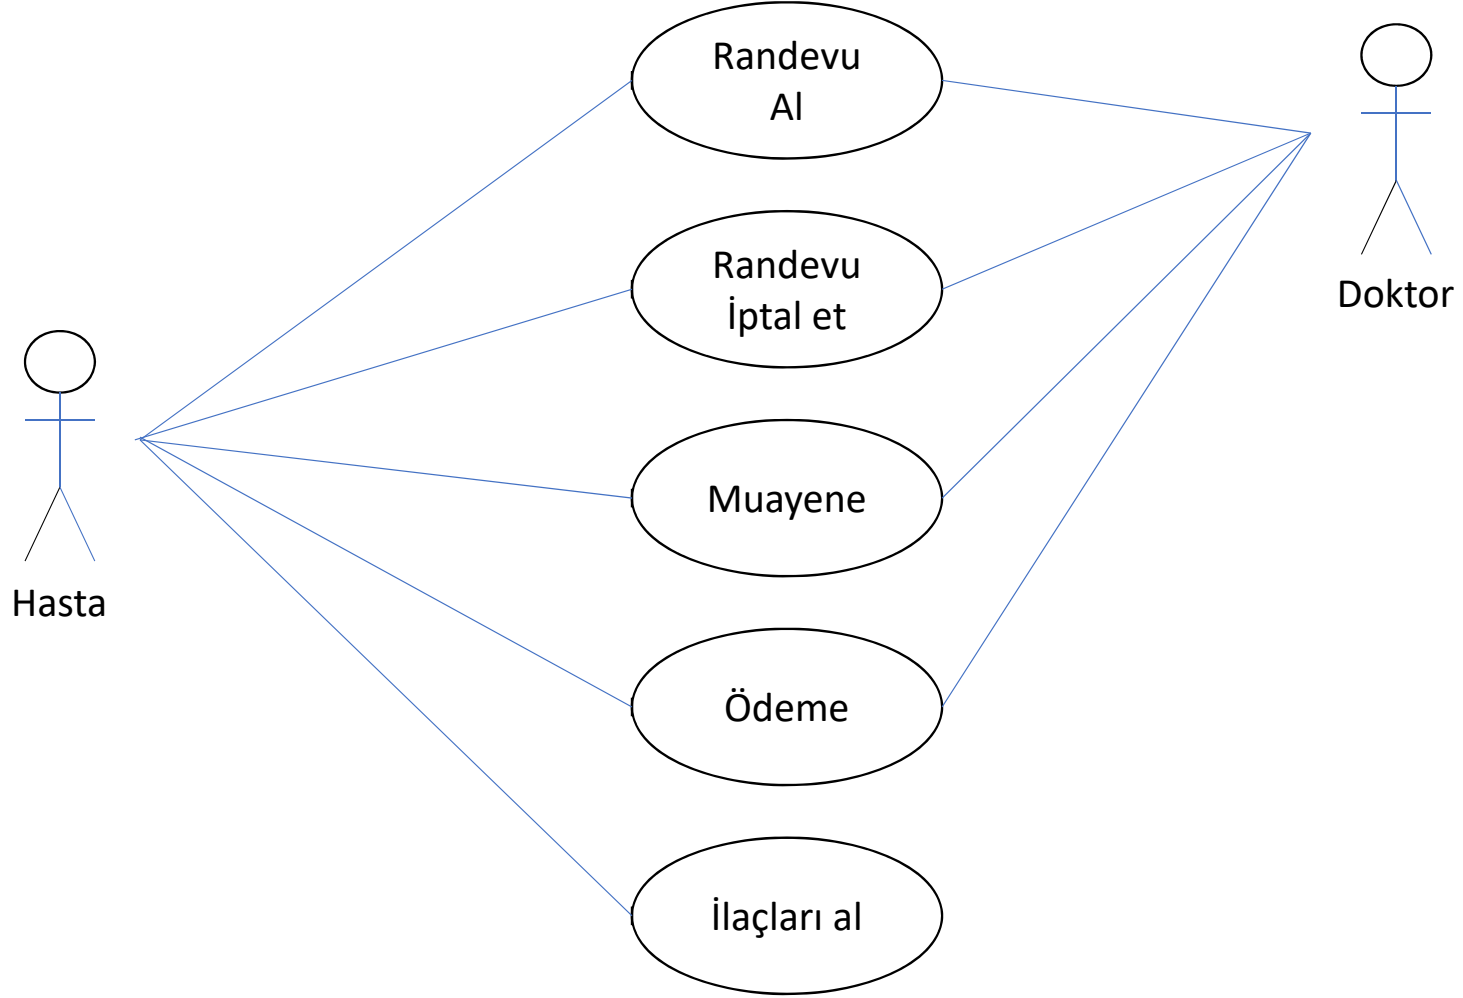 Randevu
Al
Randevu
İptal et
Doktor
Muayene
Hasta
Ödeme
İlaçları al